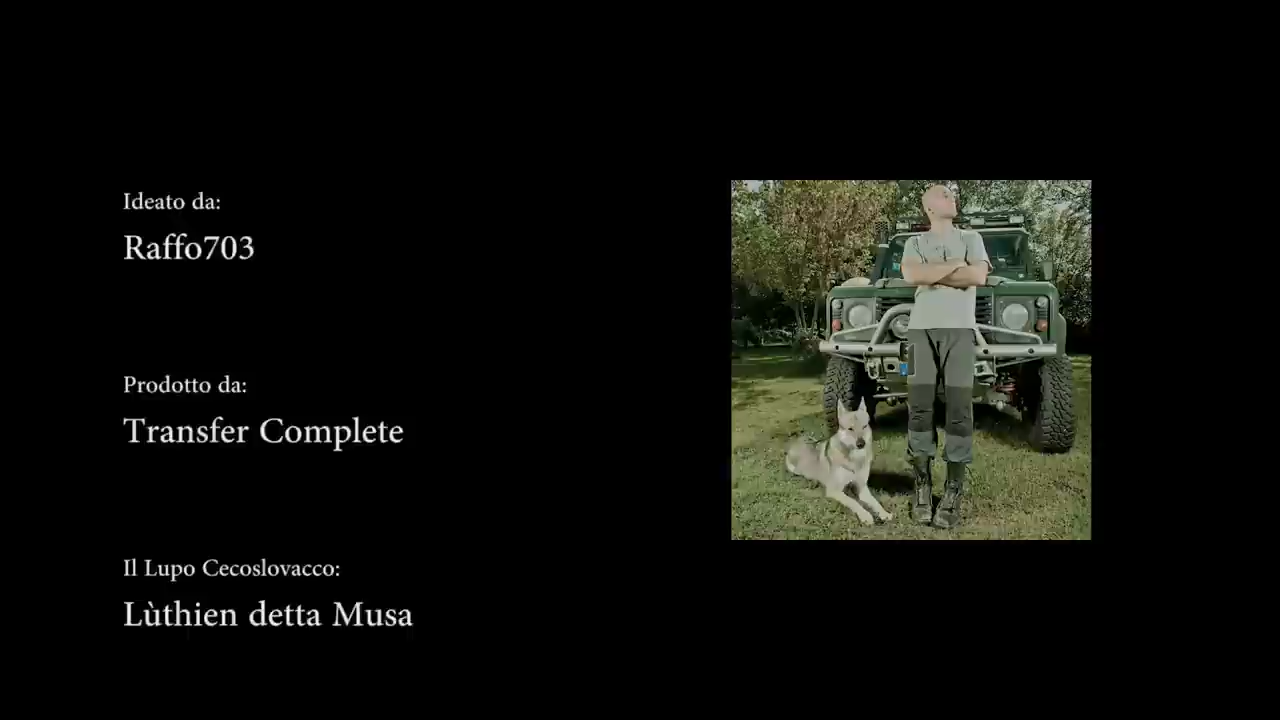 Ideato da:
Raffo703
Prodotto da:
Transfer Complete
Il Lupo Cecoslovacco:
Lùthien detta Musa